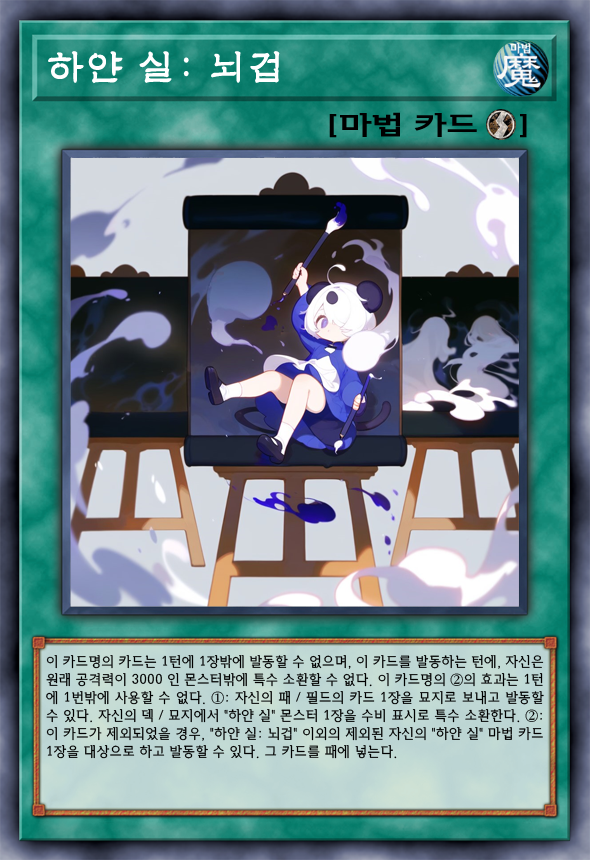 하얀 실: 뇌겁
마법
魔
[마법 카드]
이 카드명의 카드는 1턴에 1장밖에 발동할 수 없으며, 이 카드를 발동하는 턴에, 자신은
원래 공격력이 3000 인 몬스터밖에 특수 소환할 수 없다. 이 카드명의 ②의 효과는 1턴
에 1번밖에 사용할 수 없다. ①: 자신의 패 / 필드의 카드 1장을 묘지로 보내고 발동할
수 있다. 자신의 덱 / 묘지에서 "하얀 실" 몬스터 1장을 수비 표시로 특수 소환한다. ②:
이 카드가 제외되었을 경우, "하얀 실: 뇌겁" 이외의 제외된 자신의 "하얀 실" 마법 카드
1장을 대상으로 하고 발동할 수 있다. 그 카드를 패에 넣는다.